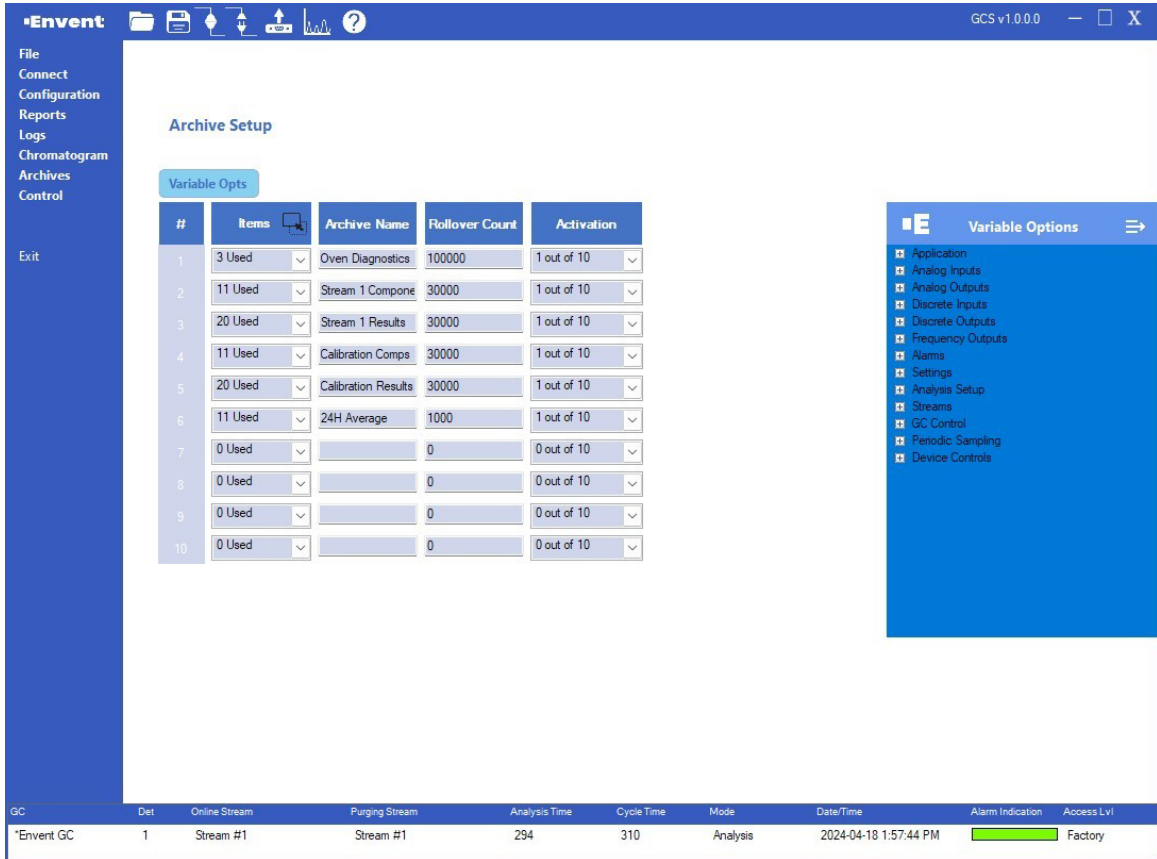 Envent GCS v1.0.0.0 X
File
Connect
Configuration
Reports
Logs
Chromatogram
Archives
Control
Exit
Archive Setup
Variable Opts
# Items Archive Name Rollover Count Activation
1 3 Used Oven Diagnostics 100000 1 out of 10
2 11 Used Stream 1 Compone 30000 1 out of 10
3 20 Used Stream 1 Results 30000 1 out of 10
4 11 Used Calibration Comps 30000 1 out of 10
5 20 Used Calibration Results 30000 1 out of 10
6 11 Used 24H Average 1000 1 out of 10
7 0 Used 0 0 out of 10
8 0 Used 0 0 out of 10
9 0 Used 0 0 out of 10
10 0 Used 0 0 out of 10
E Variable Options
Application
Analog Inputs
Analog Outputs
Discrete Inputs
Discrete Outputs
Frequency Outputs
Alarms
Settings
Analysis Setup
Streams
GC Control
Periodic Sampling
Device Controls
GC Det Online Stream Purging Stream Analysis Time Cycle Time Mode Date/Time Alarm Indication Access Lvl
*Envent GC 1 Stream #1 Stream #1 294 310 Analysis 2024-04-18 1:57:44 PM Factory